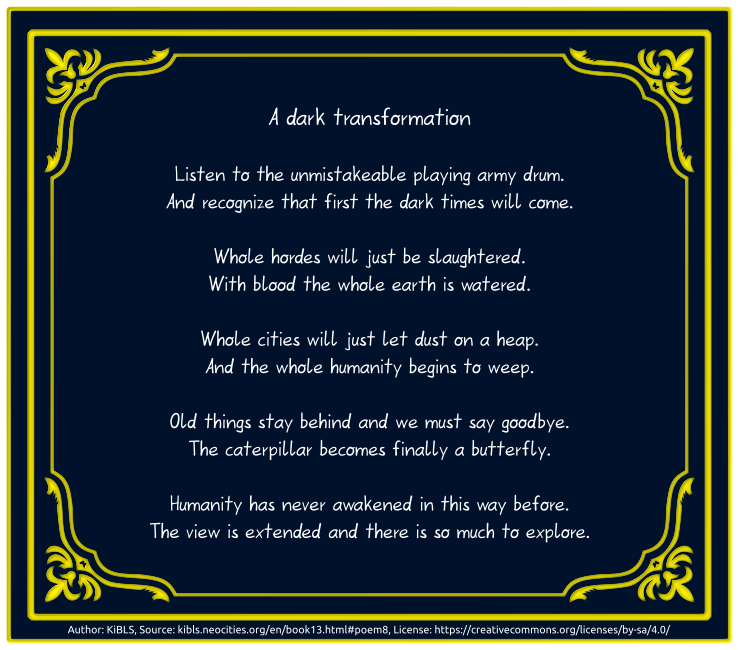 A dark transformation
Listen to the unmistakeable playing army drum.
And recognize that first the dark times will come.
Whole hordes will just be slaughtered.
With blood the whole earth is watered.
Whole cities will just let dust on a heap.
And the whole humanity begins to weep.
Old things stay behind and we must say goodbye.
The caterpillar becomes finally a butterfly.
Humanity has never awakened in this way before.
The view is extended and there is so much to explore.
Author: KiBLS, Source: kibls.neocities.org/en/book13.html#poem8, License: https://creativecommons.org/licenses/by-sa/4.0/